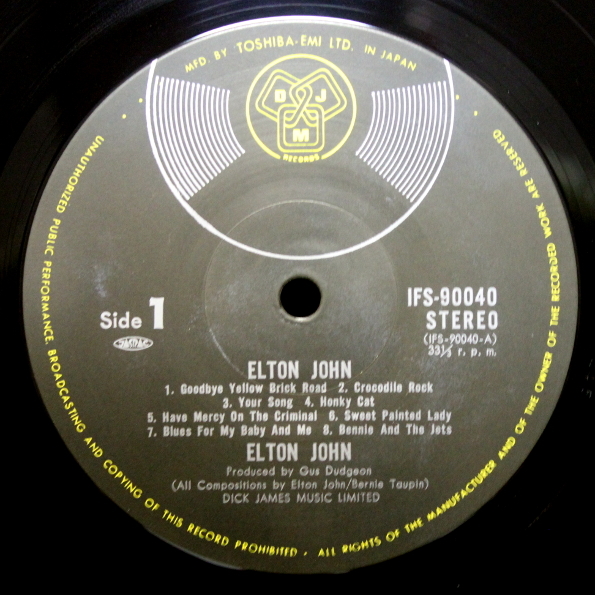 MFD. BY TOSHIBA-EMI LTD. IN JAPAN
D J
M
RECORDS
Side 1
JASRAC
IFS-90040
STEREO
(IFS-90040-A)
33⅓ r. p. m.
ELTON JOHN
1. Goodbye Yellow Brick Road 2. Crocodile Rock
3. Your Song 4. Honky Cat
5. Have Mercy On The Criminal 6. Sweet Painted Lady
7. Blues For My Baby And Me 8. Bennie And The Jets
ELTON JOHN
Produced by Gus Dudgeon
(All Compositions by Elton John/Bernie Taupin)
DICK JAMES MUSIC LIMITED
UNAUTHORIZED PUBLIC PERFORMANCE, BROADCASTING AND COPYING OF THIS RECORD PROHIBITED · ALL RIGHTS OF THE MANUFACTURER AND OF THE OWNER OF THE RECORDED WORK ARE RESERVED